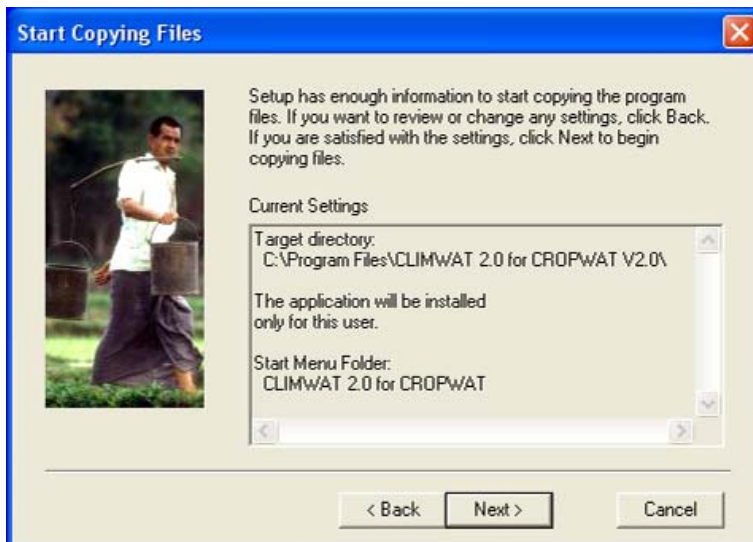 Start Copying Files
Setup has enough information to start copying the program
files. If you want to review or change any settings, click Back.
If you are satisfied with the settings, click Next to begin
copying files.
Current Settings
Target directory:
C:\Program Files\CLIMWAT 2.0 for CROPWAT V2.0\
The application will be installed
only for this user.
Start Menu Folder:
CLIMWAT 2.0 for CROPWAT
< Back
Next >
Cancel